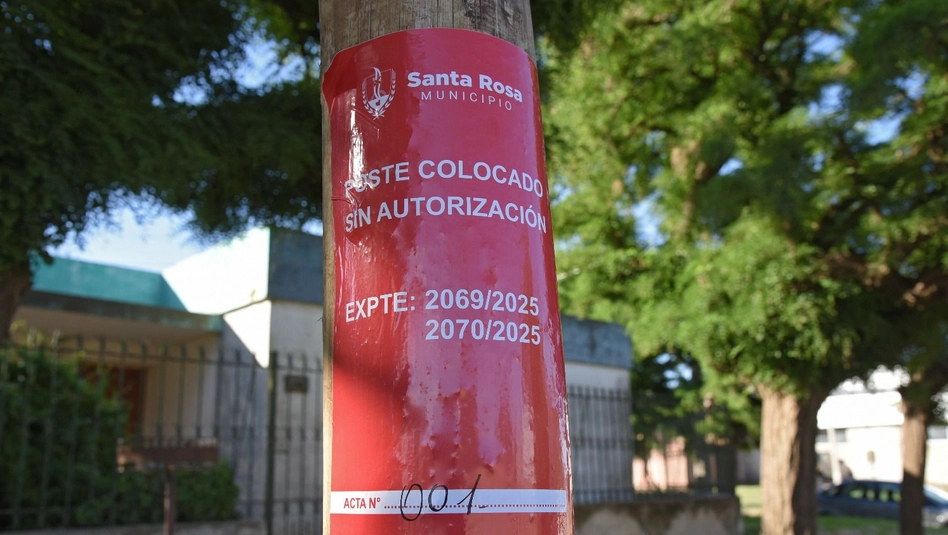 Santa Rosa
MUNICIPIO
POSTE COLOCADO
SIN AUTORIZACIÓN
EXPTE: 2069/2025
2070/2025
ACTA N° 001